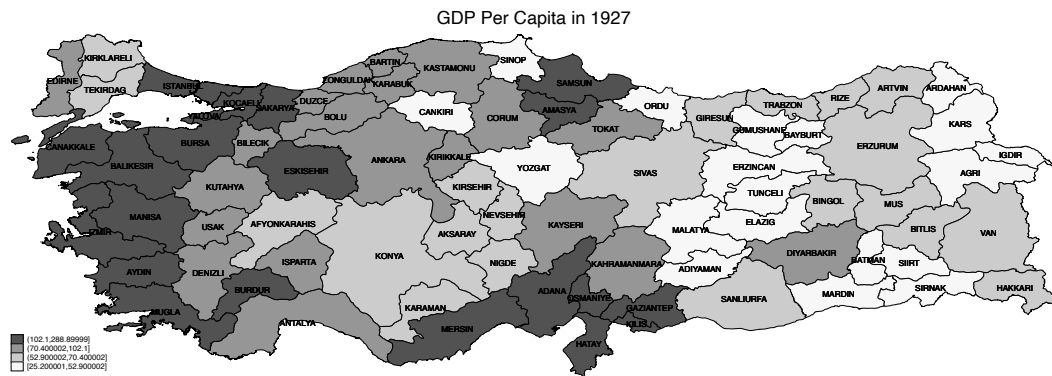 GDP Per Capita in 1927
KIRKLARELI
EDIRNE
TEKIRDAG
ISTANBUL
KOCAELI
SAKARYA
YALOVA
DUZCE
ZONGULDAK
BARTIN
KARABUK
KASTAMONU
SINOP
SAMSUN
BOLU
CANKIRI
CORUM
AMASYA
ORDU
TOKAT
GIRESUN
TRABZON
GUMUSHANE
BAYBURT
RIZE
ARTVIN
ARDAHAN
KARS
IGDIR
AGRI
ERZURUM
ERZINCAN
CANAKKALE
BALIKESIR
BURSA
BILECIK
ESKISEHIR
ANKARA
KIRIKKALE
YOZGAT
SIVAS
KUTAHYA
KIRSEHIR
NEVSEHIR
KAYSERI
TUNCELI
ELAZIG
BINGOL
MUS
BITLIS
VAN
MANISA
IZMIR
USAK
AFYONKARAHIS
AKSARAY
MALATYA
KONYA
NIGDE
ISPARTA
DENIZLI
AYDIN
BURDUR
MUGLA
ANTALYA
KARAMAN
MERSIN
ADANA
OSMANIYE
KAHRAMANMARA
ADIYAMAN
GAZIANTEP
KILIS
HATAY
SANLIURFA
DIYARBAKIR
MARDIN
BATMAN
SIIRT
SIRNAK
HAKKARI
(102.1,288.89999]
(70.400002,102.1]
(52.900002,70.400002]
[25.200001,52.900002]